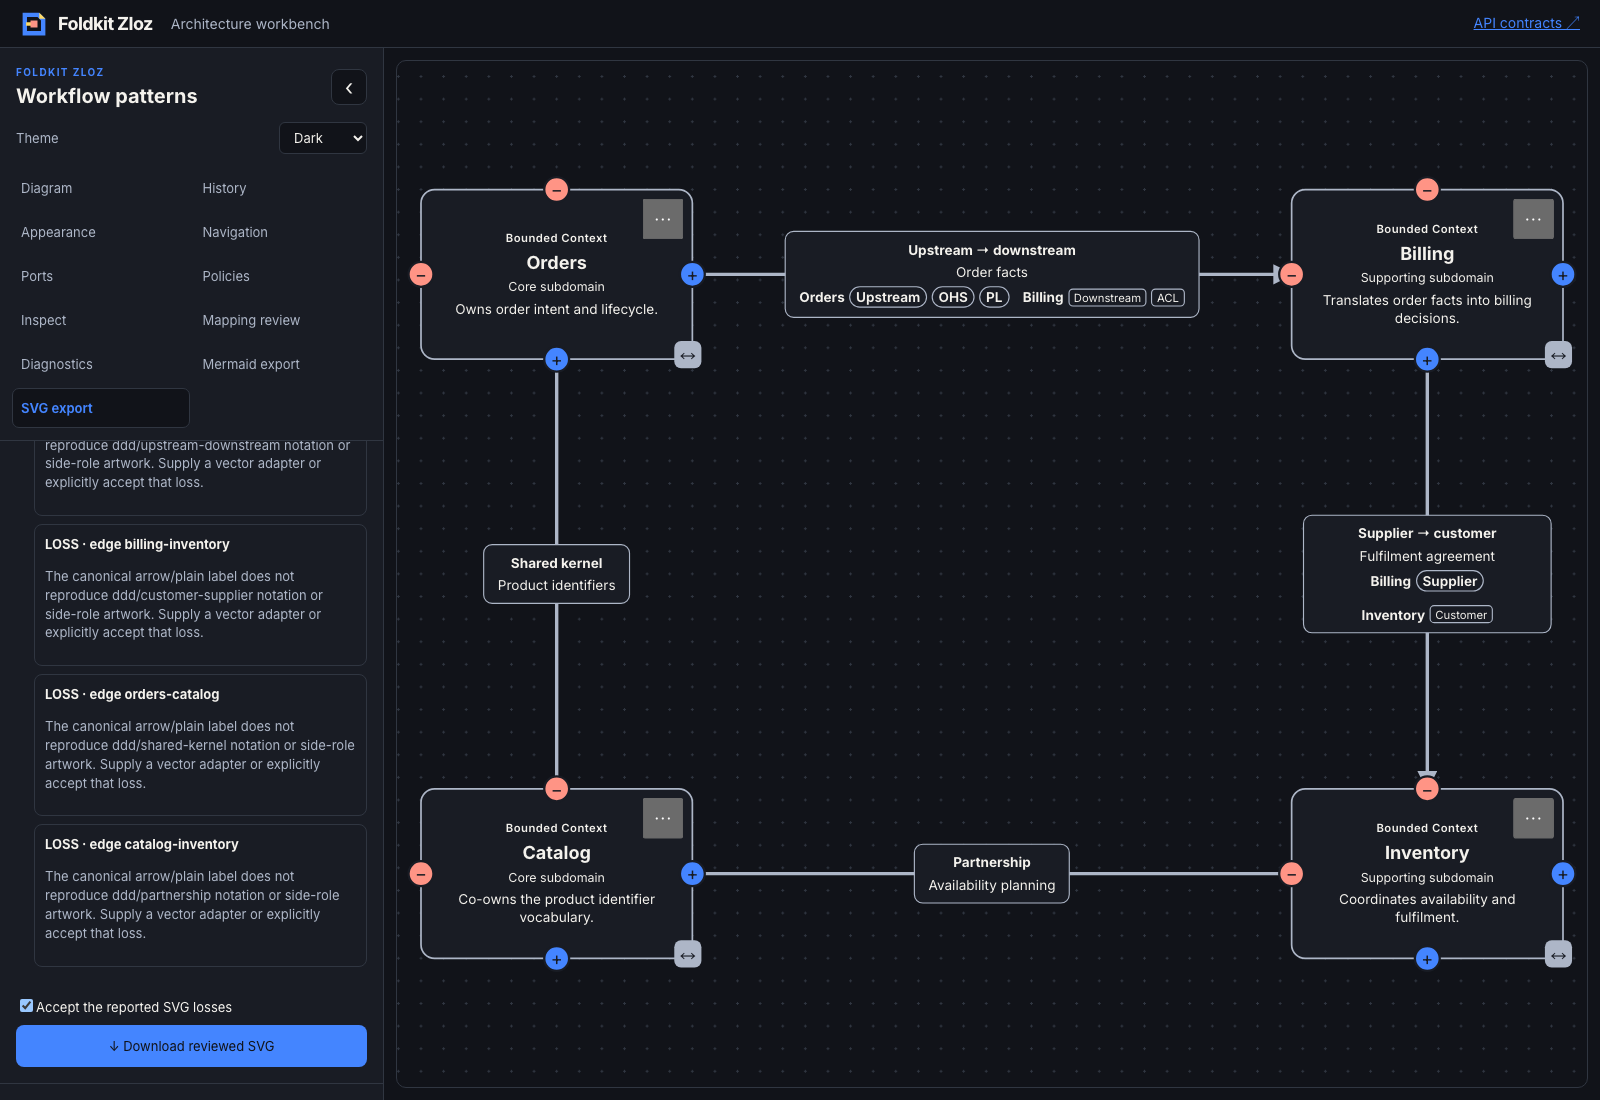 Foldkit Zloz
Architecture workbench
API contracts ↗
FOLDKIT ZLOZ
Workflow patterns
Theme
Dark
Diagram
History
Appearance
Navigation
Ports
Policies
Inspect
Mapping review
Diagnostics
Mermaid export
SVG export
reproduce ddd/upstream-downstream notation or
side-role artwork. Supply a vector adapter or
explicitly accept that loss.
LOSS · edge billing-inventory
The canonical arrow/plain label does not
reproduce ddd/customer-supplier notation or
side-role artwork. Supply a vector adapter or
explicitly accept that loss.
LOSS · edge orders-catalog
The canonical arrow/plain label does not
reproduce ddd/shared-kernel notation or side-role
artwork. Supply a vector adapter or explicitly
accept that loss.
LOSS · edge catalog-inventory
The canonical arrow/plain label does not
reproduce ddd/partnership notation or side-role
artwork. Supply a vector adapter or explicitly
accept that loss.
Accept the reported SVG losses
↓ Download reviewed SVG
Bounded Context
Orders
Core subdomain
Owns order intent and lifecycle.
Upstream → downstream
Order facts
Orders Upstream OHS PL Billing Downstream ACL
Bounded Context
Billing
Supporting subdomain
Translates order facts into billing
decisions.
Shared kernel
Product identifiers
Supplier → customer
Fulfilment agreement
Billing Supplier
Inventory Customer
Bounded Context
Catalog
Core subdomain
Co-owns the product identifier
vocabulary.
Partnership
Availability planning
Bounded Context
Inventory
Supporting subdomain
Coordinates availability and
fulfilment.